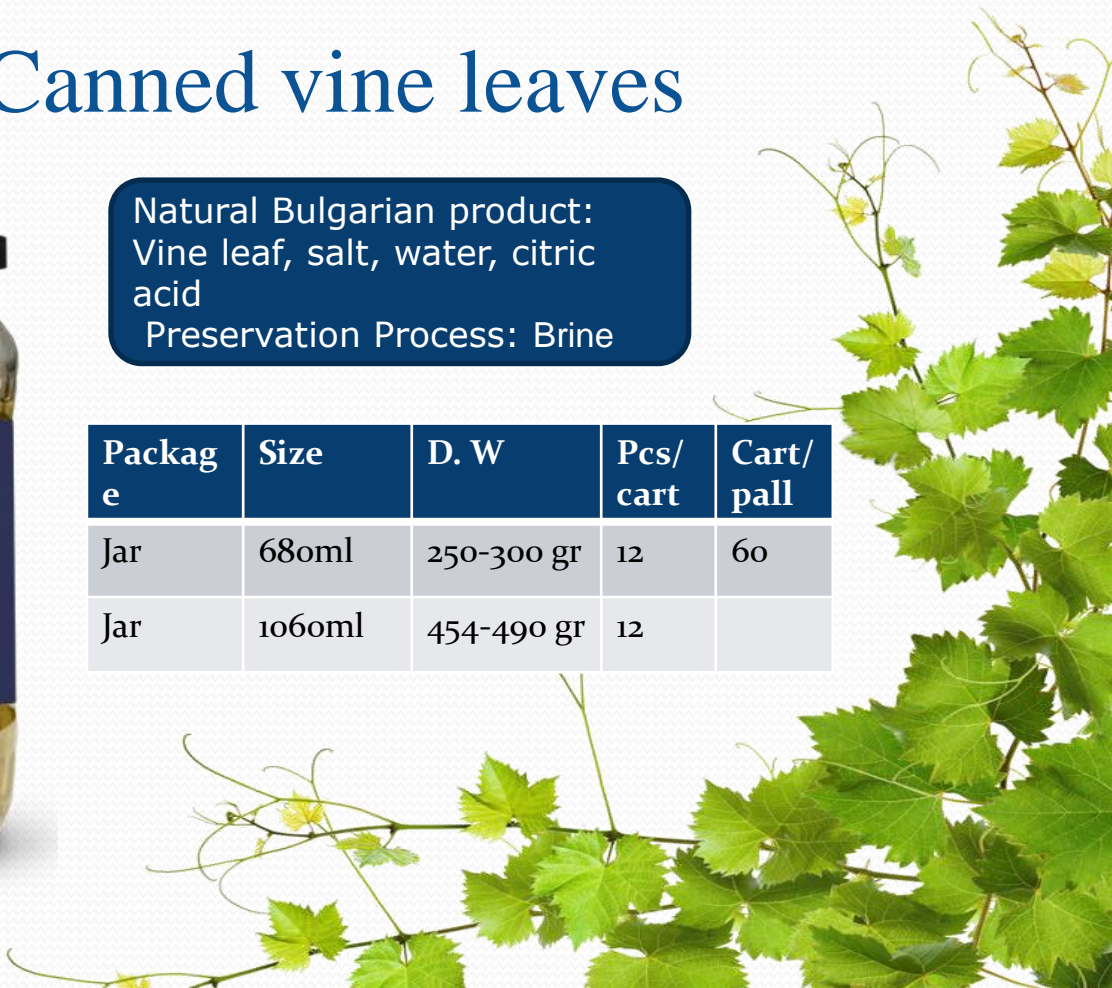 Canned vine leaves
Natural Bulgarian product:
Vine leaf, salt, water, citric
acid
Preservation Process: Brine
Packag
e
Size
D. W
Pcs/
cart
Cart/
pall
Jar
680ml
250-300 gr
12
60
Jar
1060ml
454-490 gr
12